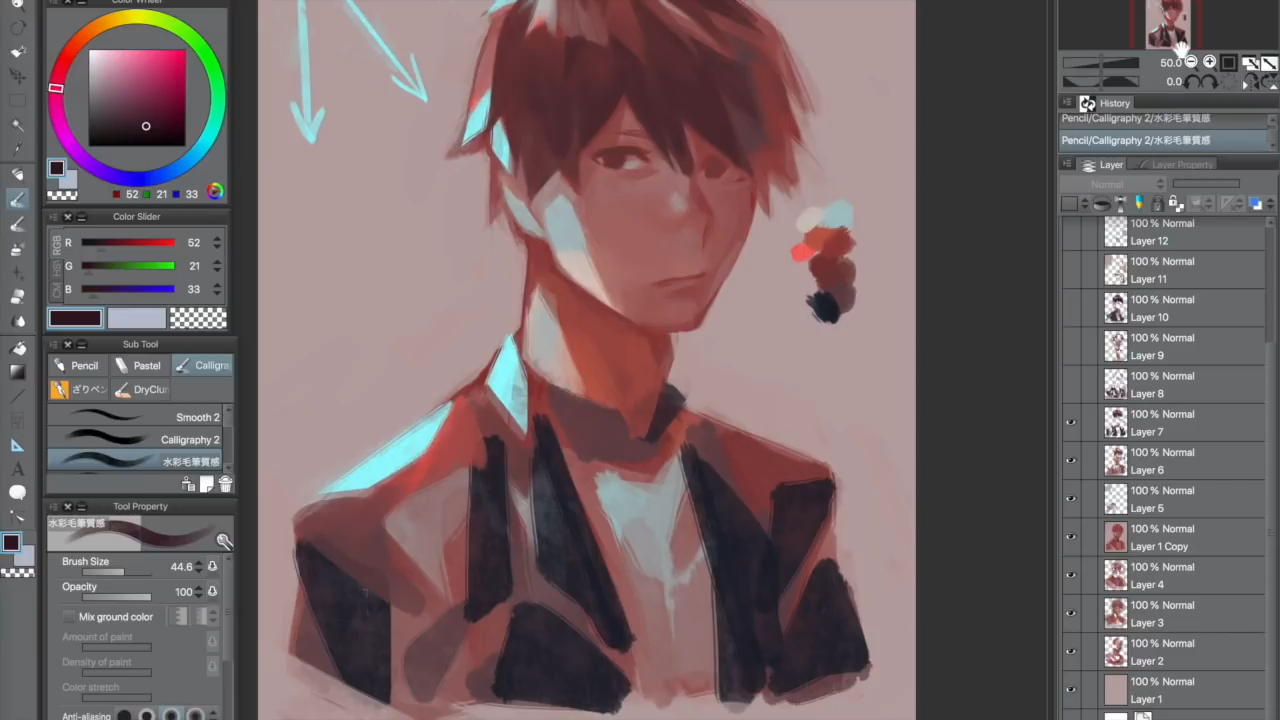 Color Wheel
52 21 33
Color Slider
RGB
HSV
CM
R 52
G 21
B 33
Sub Tool
Pencil Pastel Calligra
ざりペン DryClun
Smooth 2
Calligraphy 2
水彩毛筆質感
Tool Property
水彩毛筆質感
Brush Size 44.6
Opacity 100
Mix ground color
Amount of paint
Density of paint
Color stretch
Anti-aliasing
50.0
0.0
History
Pencil/Calligraphy 2/水彩毛筆質感
Pencil/Calligraphy 2/水彩毛筆質感
Layer Layer Property
Normal
100 % Normal
Layer 12
100 % Normal
Layer 11
100 % Normal
Layer 10
100 % Normal
Layer 9
100 % Normal
Layer 8
100 % Normal
Layer 7
100 % Normal
Layer 6
100 % Normal
Layer 5
100 % Normal
Layer 1 Copy
100 % Normal
Layer 4
100 % Normal
Layer 3
100 % Normal
Layer 2
100 % Normal
Layer 1